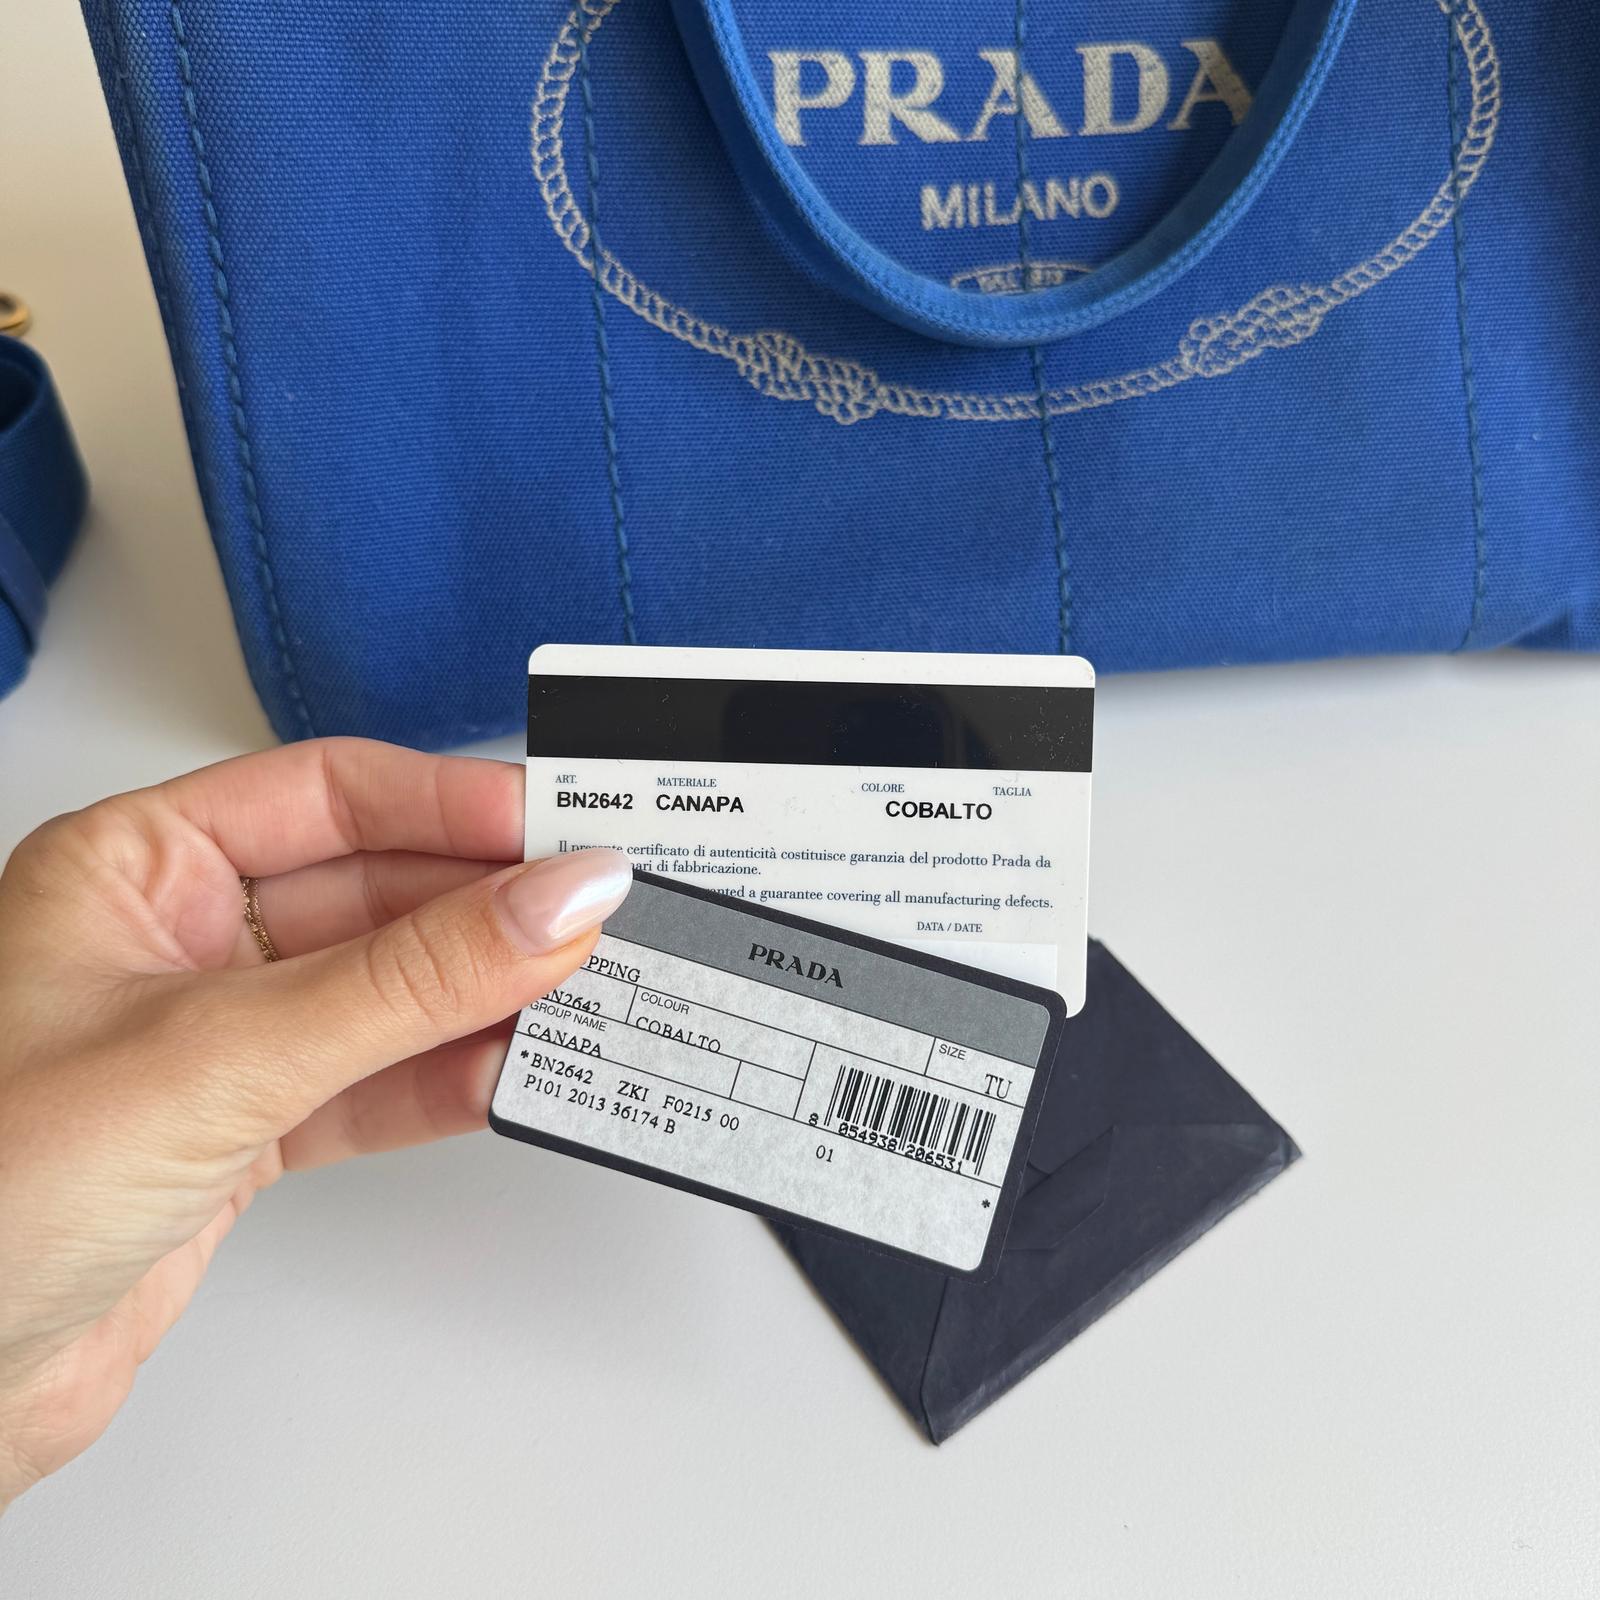 PRADA
MILANO
ART.
MATERIALE
COLORE
TAGLIA
BN2642 CANAPA COBALTO
Il presente certificato di autenticità costituisce garanzia del prodotto Prada da
di fabbricazione.
a guarantee covering all manufacturing defects.
DATA / DATE
PRADA
PPING
BN2642
COLOUR
COBALTO
SIZE
TU
GROUP NAME
CANAPA
*BN2642 ZKI F0215 00
P101 2013 36174 B
01
8 054938 206531
*